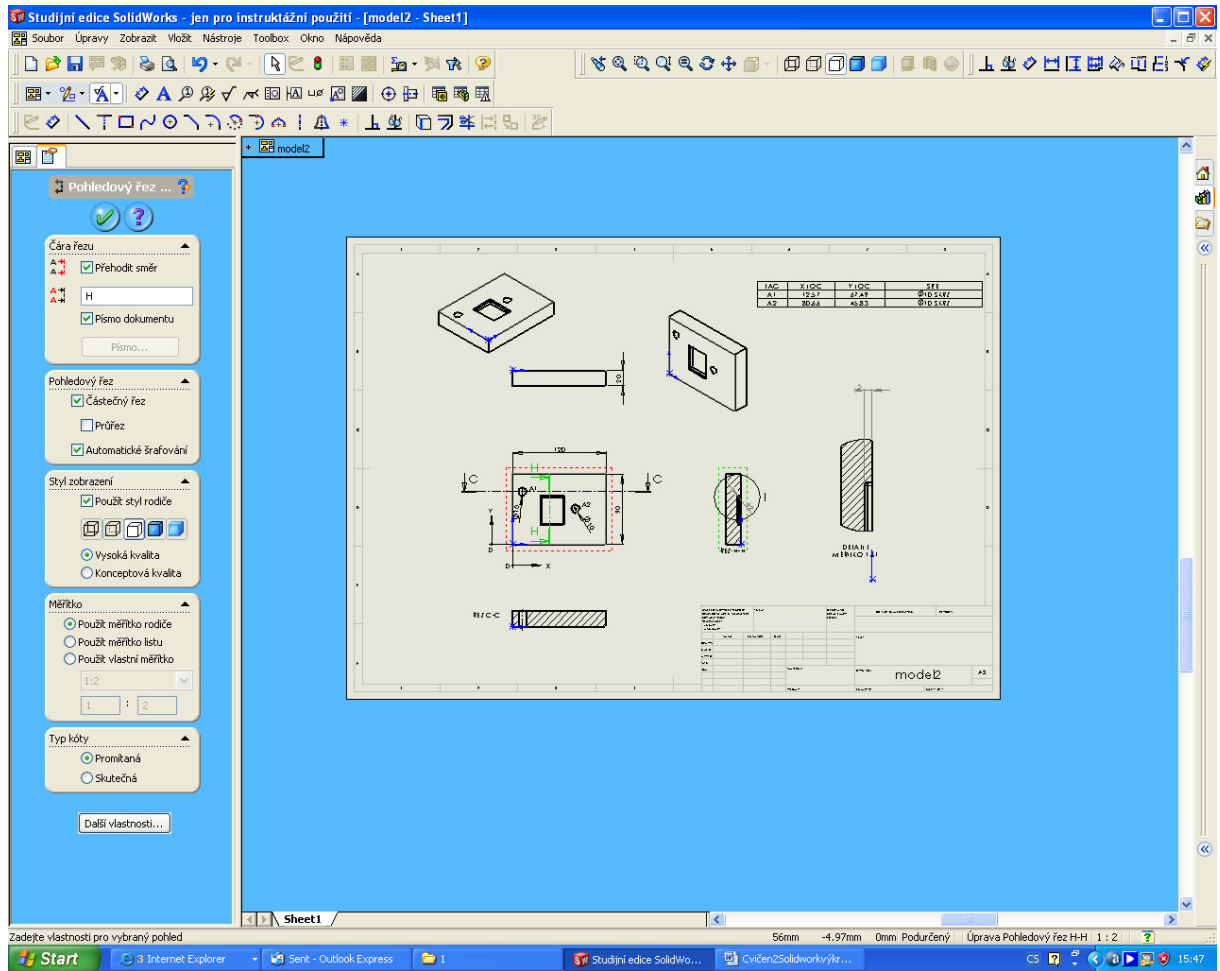 Studijní edice SolidWorks - jen pro instruktážní použití - [model2 - Sheet1]
Soubor Úpravy Zobrazit Vložit Nástroje Toolbox Okno Nápověda
model2
Pohledový řez ...
Čára řezu
Přehodit směr
H
Písmo dokumentu
Písmo...
Pohledový řez
Částečný řez
Průřez
Automatické šrafování
Styl zobrazení
Použít styl rodiče
Vysoká kvalita
Konceptová kvalita
Měřítko
Použít měřítko rodiče
Použít měřítko listu
Použít vlastní měřítko
1:2
1 : 2
Typ kóty
Promítaná
Skutečná
Další vlastnosti...
A1
A2
20
120
H
C C
A1
A2
90
H
Y
X
model2
A3
Sheet1
Zadejte vlastnosti pro vybraný pohled
56mm -4.97mm 0mm Podurčený Úprava Pohledový řez H-H 1 : 2
Start
3 Internet Explorer
Sent - Outlook Express
1
Studijní edice SolidWo...
Cvičen2Solidworkvýkr...
CS
15:47